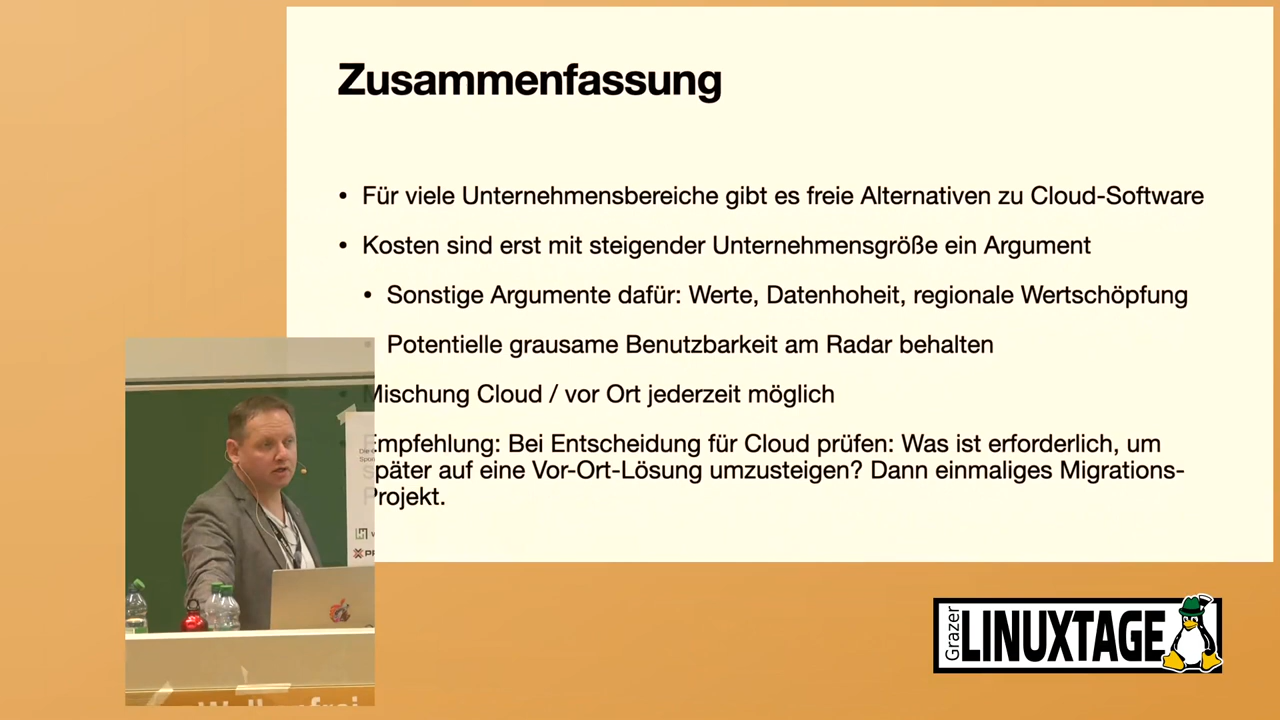 Zusammenfassung
• Für viele Unternehmensbereiche gibt es freie Alternativen zu Cloud-Software
• Kosten sind erst mit steigender Unternehmensgröße ein Argument
• Sonstige Argumente dafür: Werte, Datenhoheit, regionale Wertschöpfung
Potentielle grausame Benutzbarkeit am Radar behalten
Mischung Cloud / vor Ort jederzeit möglich
Empfehlung: Bei Entscheidung für Cloud prüfen: Was ist erforderlich, um
später auf eine Vor-Ort-Lösung umzusteigen? Dann einmaliges Migrations-
Projekt.
Grazer
LINUXTAGE